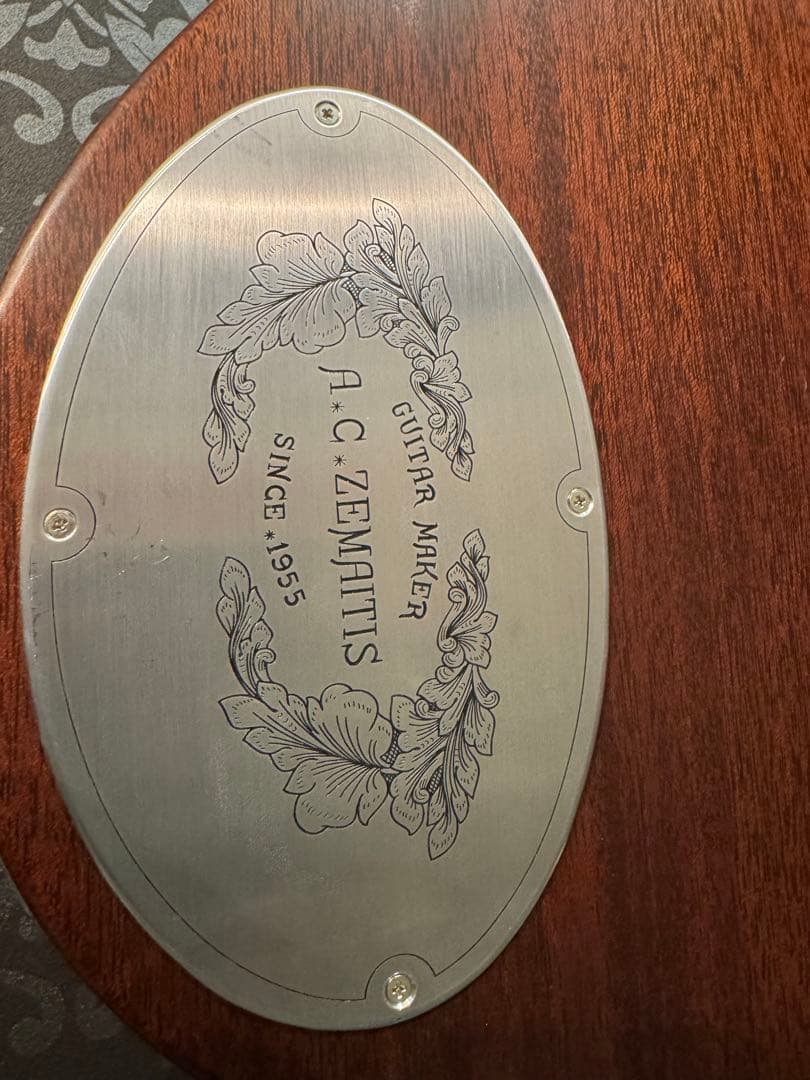 GUITAR MAKER
A * C * ZEMAITIS
SINCE * 1955